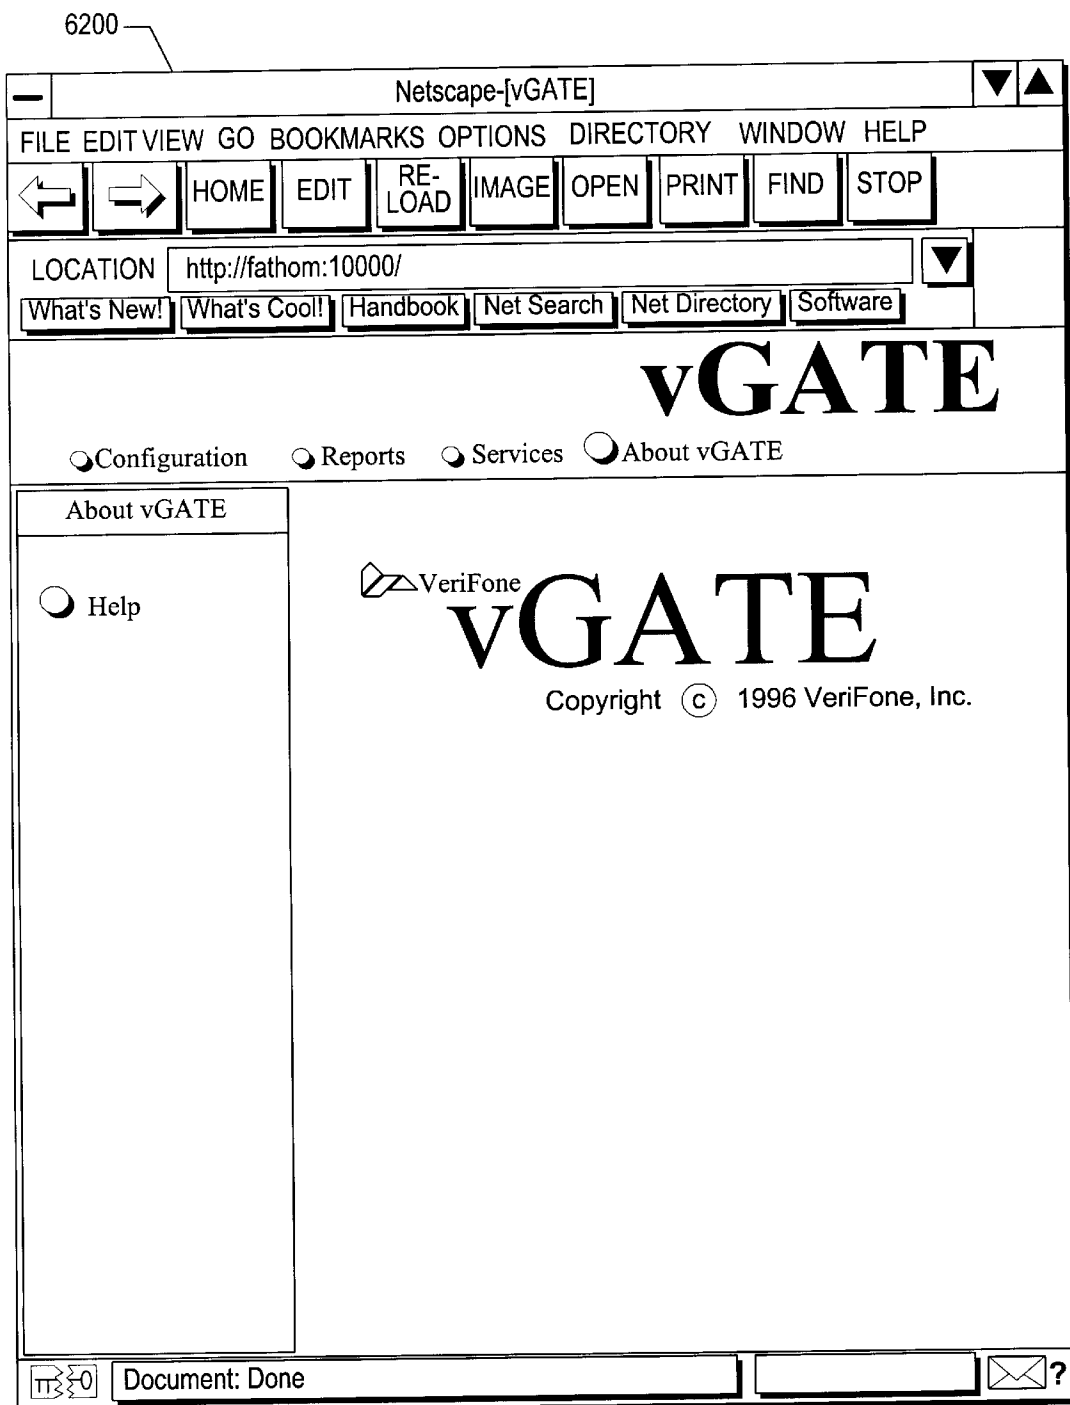 6200
Netscape-[vGATE]
FILE EDIT VIEW GO BOOKMARKS OPTIONS DIRECTORY WINDOW HELP
HOME EDIT RE-LOAD IMAGE OPEN PRINT FIND STOP
LOCATION http://fathom:10000/
What's New! What's Cool! Handbook Net Search Net Directory Software
vGATE
Configuration Reports Services About vGATE
About vGATE
Help
VeriFone
vGATE
Copyright © 1996 VeriFone, Inc.
Document: Done
?